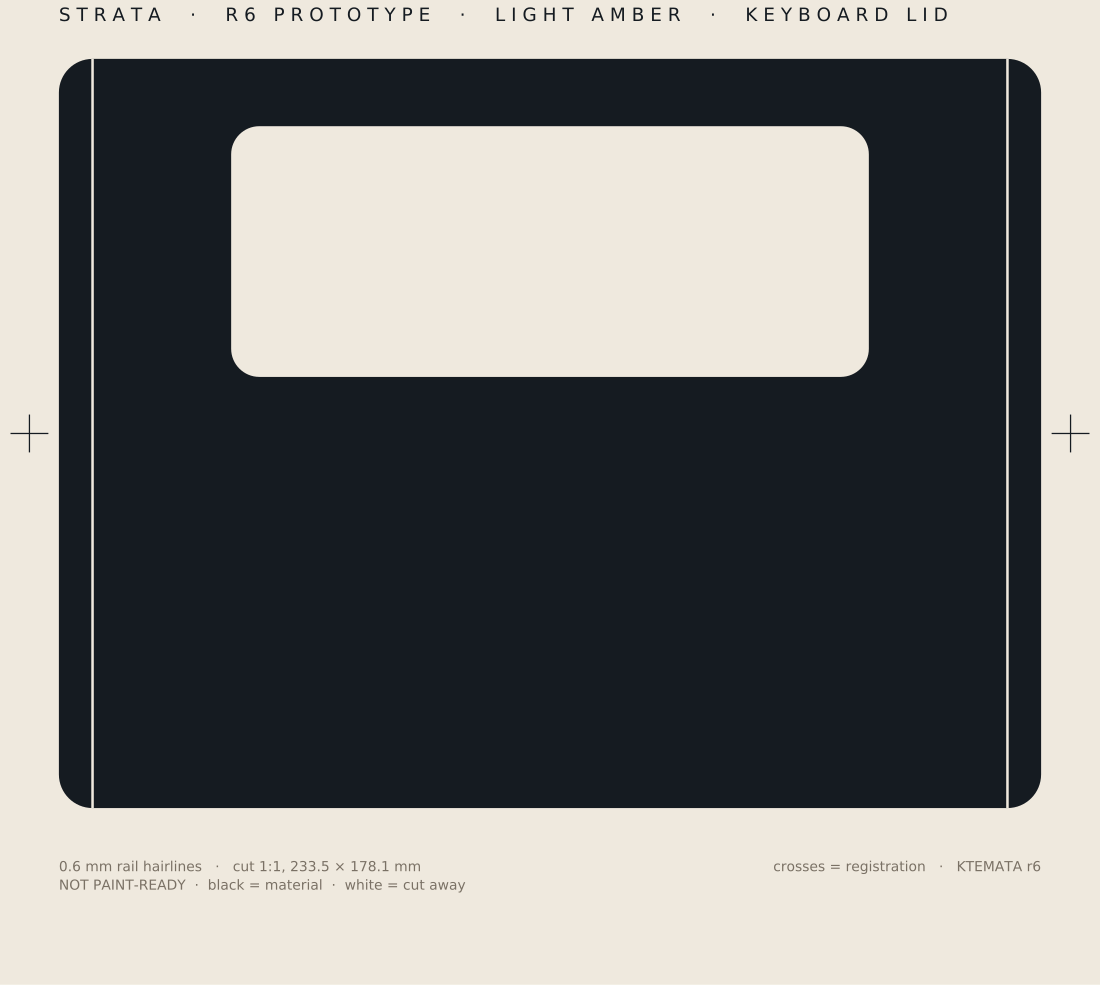 STRATA · R6 PROTOTYPE · LIGHT AMBER · KEYBOARD LID
0.6 mm rail hairlines · cut 1:1, 233.5 × 178.1 mm
NOT PAINT-READY · black = material · white = cut away
crosses = registration · KTEMATA r6